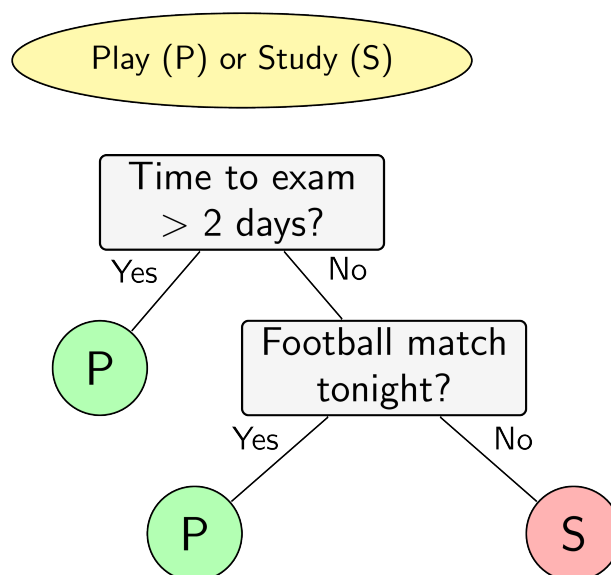 Play (P) or Study (S)
Time to exam
> 2 days?
Yes
No
P
Football match
tonight?
Yes
No
P
S